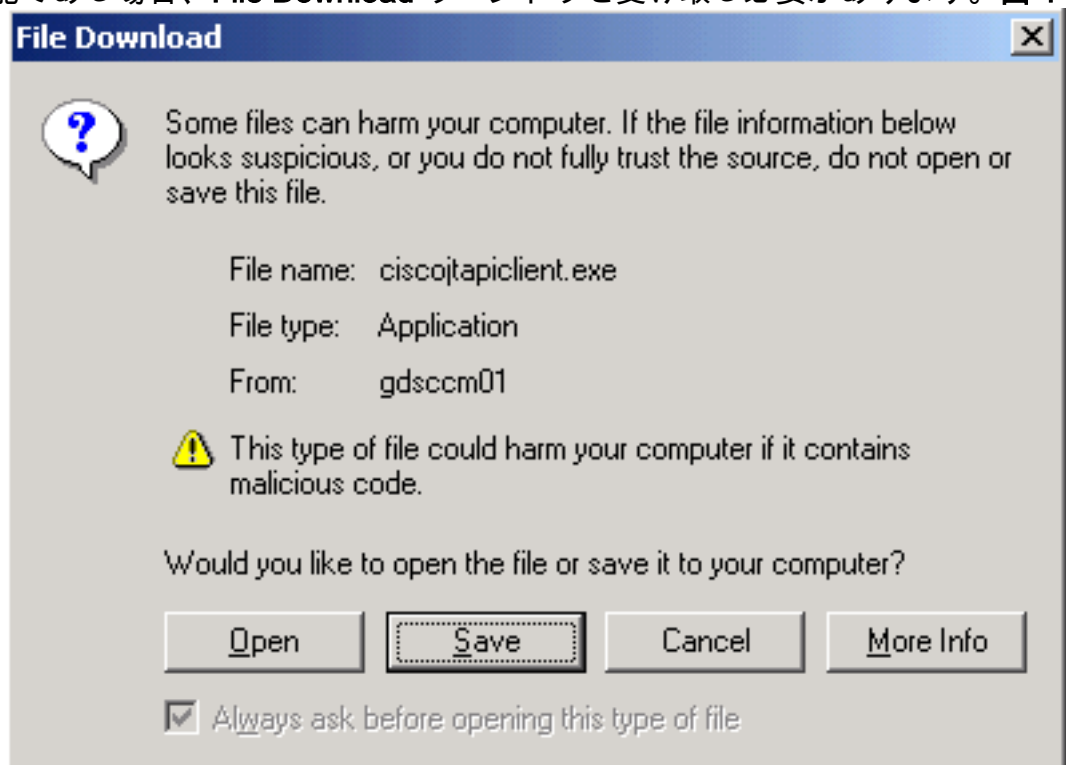 File Download
File Download
Some files can harm your computer. If the file information below
looks suspicious, or you do not fully trust the source, do not open or
save this file.
File name: ciscojtapiclient.exe
File type: Application
From: gdsccm01
This type of file could harm your computer if it contains
malicious code.
Would you like to open the file or save it to your computer?
Open Save Cancel More Info
Always ask before opening this type of file